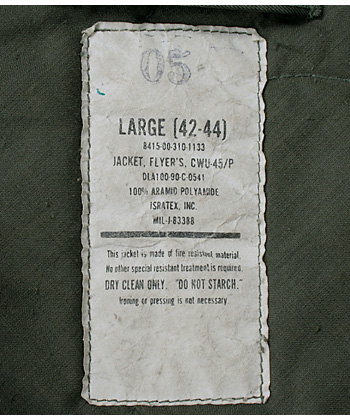 05
LARGE (42-44)
8415-00-310-1133
JACKET, FLYER'S, CWU-45/P
DLA100-90-C-0541
100% ARAMID POLYAMIDE
ISRATEX, INC.
MIL-J-83388
This jacket is made of fire resistant material.
No other special resistant treatment is required.
DRY CLEAN ONLY. "DO NOT STARCH."
Ironing or pressing is not necessary